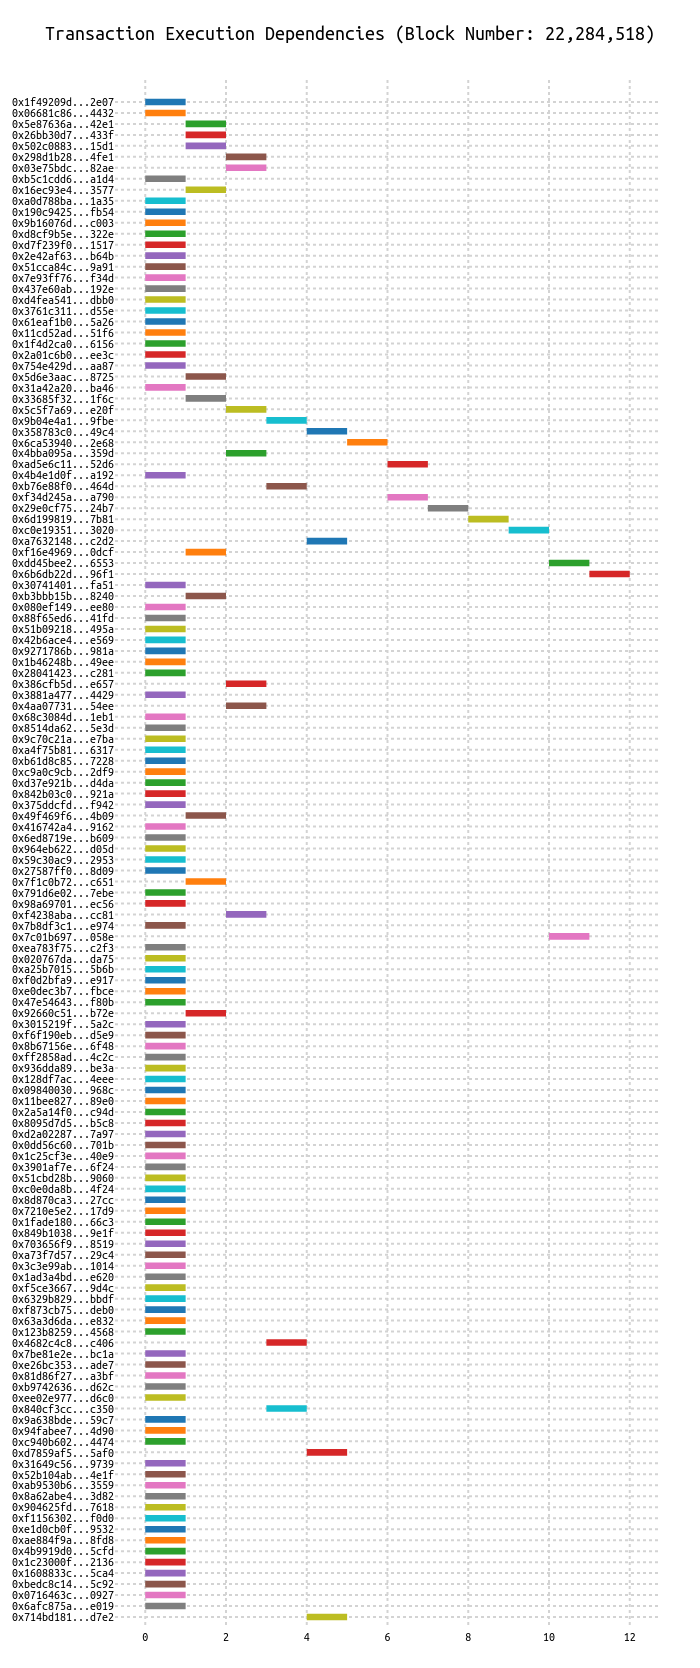 Transaction Execution Dependencies (Block Number: 22,284,518)
0x1f49209d...2e07
0x06681c86...4432
0x5e87636a...42e1
0x26bb30d7...433f
0x502c0883...15d1
0x298d1b28...4fe1
0x03e75bdc...82ae
0xb5c1cdd6...a1d4
0x16ec93e4...3577
0xa0d788ba...1a35
0x190c9425...fb54
0x9b16076d...c003
0xd8cf9b5e...322e
0xd7f239f0...1517
0x2e42af63...b64b
0x51cca84c...9a91
0x7e93ff76...f34d
0x437e60ab...192e
0xd4fea541...dbb0
0x3761c311...d55e
0x61eaf1b0...5a26
0x11cd52ad...51f6
0x1f4d2ca0...6156
0x2a01c6b0...ee3c
0x754e429d...aa87
0x5d6e3aac...8725
0x31a42a20...ba46
0x33685f32...1f6c
0x5c5f7a69...e20f
0x9b04e4a1...9fbe
0x358783c0...49c4
0x6ca53940...2e68
0x4bba095a...359d
0xad5e6c11...52d6
0x4b4e1d0f...a192
0xb76e88f0...464d
0xf34d245a...a790
0x29e0cf75...24b7
0x6d199819...7b81
0xc0e19351...3020
0xa7632148...c2d2
0xf16e4969...0dcf
0xdd45bee2...6553
0x6b6db22d...96f1
0x30741401...fa51
0xb3bbb15b...8240
0x080ef149...ee80
0x88f65ed6...41fd
0x51b09218...495a
0x42b6ace4...e569
0x9271786b...981a
0x1b46248b...49ee
0x28041423...c281
0x386cfb5d...e657
0x3881a477...4429
0x4aa07731...54ee
0x68c3084d...1eb1
0x8514da62...5e3d
0x9c70c21a...e7ba
0xa4f75b81...6317
0xb61d8c85...7228
0xc9a0c9cb...2df9
0xd37e921b...d4da
0x842b03c0...921a
0x375ddcfd...f942
0x49f469f6...4b09
0x416742a4...9162
0x6ed8719e...b609
0x964eb622...d05d
0x59c30ac9...2953
0x27587ff0...8d09
0x7f1c0b72...c651
0x791d6e02...7ebe
0x98a69701...ec56
0xf4238aba...cc81
0x7b8df3c1...e974
0x7c01b697...058e
0xea783f75...c2f3
0x020767da...da75
0xa25b7015...5b6b
0xf0d2bfa9...e917
0xe0dec3b7...fbce
0x47e54643...f80b
0x92660c51...b72e
0x3015219f...5a2c
0xf6f190eb...d5e9
0x8b67156e...6f48
0xff2858ad...4c2c
0x936dda89...be3a
0x128df7ac...4eee
0x09840030...968c
0x11bee827...89e0
0x2a5a14f0...c94d
0x8095d7d5...b5c8
0xd2a02287...7a97
0x0dd56c60...701b
0x1c25cf3e...40e9
0x3901af7e...6f24
0x51cbd28b...9060
0xc0e0da8b...4f24
0x8d870ca3...27cc
0x7210e5e2...17d9
0x1fade180...66c3
0x849b1038...9e1f
0x703656f9...8519
0xa73f7d57...29c4
0x3c3e99ab...1014
0x1ad3a4bd...e620
0xf5ce3667...9d4c
0x6329b829...bbdf
0xf873cb75...deb0
0x63a3d6da...e832
0x123b8259...4568
0x4682c4c8...c406
0x7be81e2e...bc1a
0xe26bc353...ade7
0x81d86f27...a3bf
0xb9742636...d62c
0xee02e977...d6c0
0x840cf3cc...c350
0x9a638bde...59c7
0x94fabee7...4d90
0xc940b602...4474
0xd7859af5...5af0
0x31649c56...9739
0x52b104ab...4e1f
0xab9530b6...3559
0x8a62abe4...3d82
0x904625fd...7618
0xf1156302...f0d0
0xe1d0cb0f...9532
0xae884f9a...8fd8
0x4b9919d0...5cfd
0x1c23000f...2136
0x1608833c...5ca4
0xbedc8c14...5c92
0x0716463c...0927
0x6afc875a...e019
0x714bd181...d7e2
0 2 4 6 8 10 12